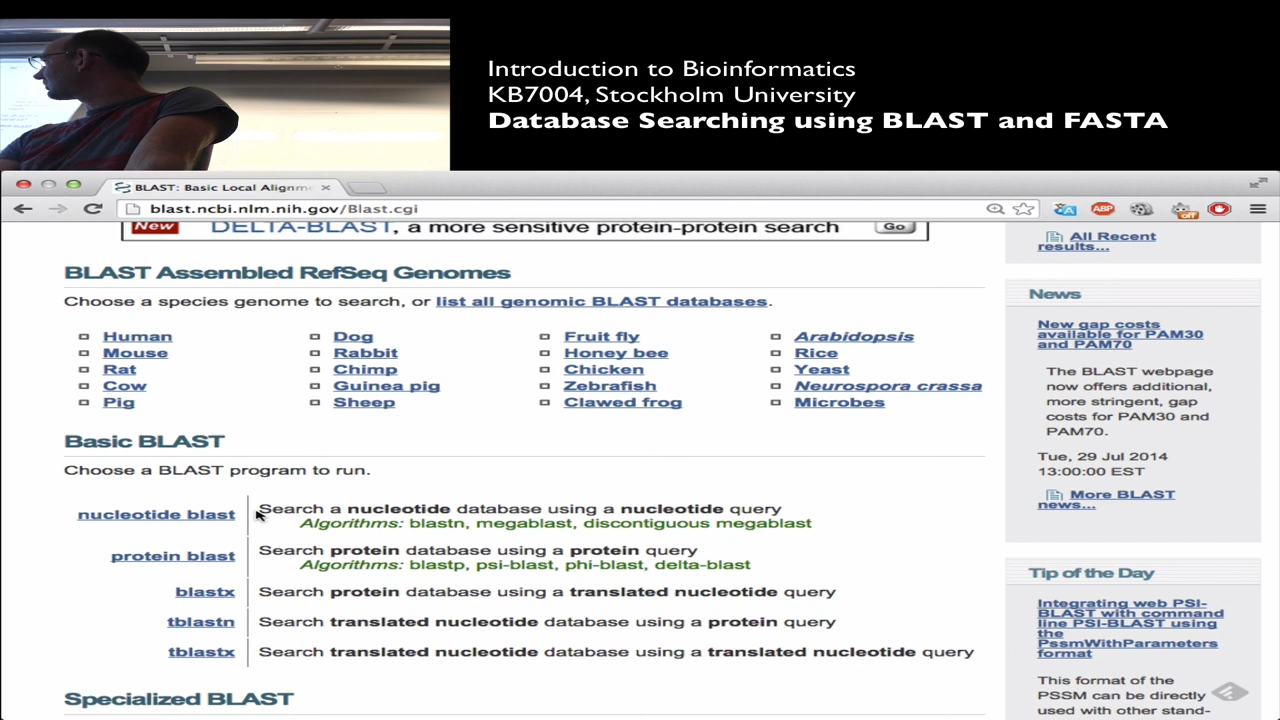 Introduction to Bioinformatics
KB7004, Stockholm University
Database Searching using BLAST and FASTA
BLAST: Basic Local Alignm
blast.ncbi.nlm.nih.gov/Blast.cgi
ABP
off
New DELTA-BLAST, a more sensitive protein-protein search Go
BLAST Assembled RefSeq Genomes
Choose a species genome to search, or list all genomic BLAST databases.
Human Dog Fruit fly Arabidopsis
Mouse Rabbit Honey bee Rice
Rat Chimp Chicken Yeast
Cow Guinea pig Zebrafish Neurospora crassa
Pig Sheep Clawed frog Microbes
Basic BLAST
Choose a BLAST program to run.
nucleotide blast Search a nucleotide database using a nucleotide query
Algorithms: blastn, megablast, discontiguous megablast
protein blast Search protein database using a protein query
Algorithms: blastp, psi-blast, phi-blast, delta-blast
blastx Search protein database using a translated nucleotide query
tblastn Search translated nucleotide database using a protein query
tblastx Search translated nucleotide database using a translated nucleotide query
Specialized BLAST
All Recent
results...
News
New gap costs
available for PAM30
and PAM70
The BLAST webpage
now offers additional,
more stringent, gap
costs for PAM30 and
PAM70.
Tue, 29 Jul 2014
13:00:00 EST
More BLAST
news...
Tip of the Day
Integrating web PSI-
BLAST with command
line PSI-BLAST using
the
PssmWithParameters
format
This format of the
PSSM can be directly
used with other stand-